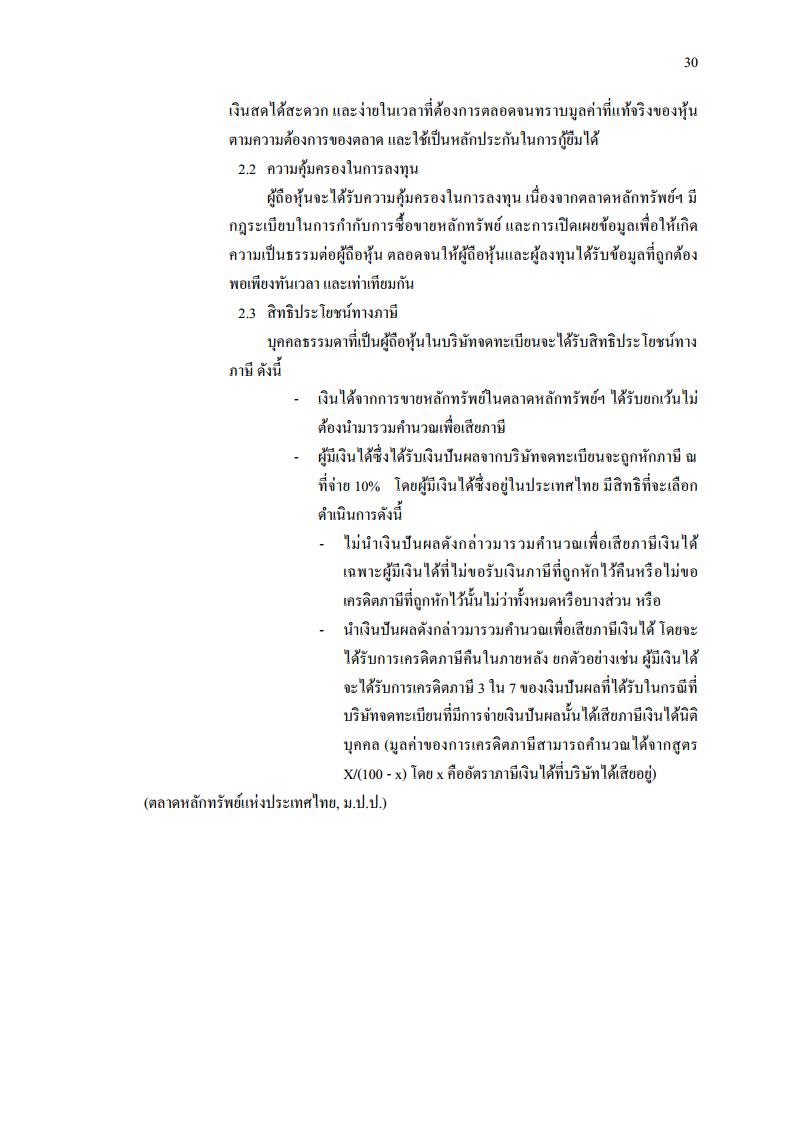 30
เงินสดได้สะดวก และง่ายในเวลาที่ต้องการตลอดจนทราบมูลค่าที่แท้จริงของหุ้น
ตามความต้องการของตลาด และใช้เป็นหลักประกันในการกู้ยืมได้
2.2 ความคุ้มครองในการลงทุน
ผู้ถือหุ้นจะได้รับความคุ้มครองในการลงทุน เนื่องจากตลาดหลักทรัพย์ฯ มี
กฎระเบียบในการกำกับการซื้อขายหลักทรัพย์ และการเปิดเผยข้อมูลเพื่อให้เกิด
ความเป็นธรรมต่อผู้ถือหุ้น ตลอดจนให้ผู้ถือหุ้นและผู้ลงทุนได้รับข้อมูลที่ถูกต้อง
พอเพียงทันเวลา และเท่าเทียมกัน
2.3 สิทธิประโยชน์ทางภาษี
บุคคลธรรมดาที่เป็นผู้ถือหุ้นในบริษัทจดทะเบียนจะได้รับสิทธิประโยชน์ทาง
ภาษี ดังนี้
- เงินได้จากการขายหลักทรัพย์ในตลาดหลักทรัพย์ฯ ได้รับยกเว้นไม่
ต้องนำมารวมคำนวณเพื่อเสียภาษี
- ผู้มีเงินได้ซึ่งได้รับเงินปันผลจากบริษัทจดทะเบียนจะถูกหักภาษี ณ
ที่จ่าย 10% โดยผู้มีเงินได้ซึ่งอยู่ในประเทศไทย มีสิทธิที่จะเลือก
ดำเนินการดังนี้
- ไม่นำเงินปันผลดังกล่าวมารวมคำนวณเพื่อเสียภาษีเงินได้
เฉพาะผู้มีเงินได้ที่ไม่ขอรับเงินภาษีที่ถูกหักไว้คืนหรือไม่ขอ
เครดิตภาษีที่ถูกหักไว้นั้นไม่ว่าทั้งหมดหรือบางส่วน หรือ
- นำเงินปันผลดังกล่าวมารวมคำนวณเพื่อเสียภาษีเงินได้ โดยจะ
ได้รับการเครดิตภาษีคืนในภายหลัง ยกตัวอย่างเช่น ผู้มีเงินได้
จะได้รับการเครดิตภาษี 3 ใน 7 ของเงินปันผลที่ได้รับในกรณีที่
บริษัทจดทะเบียนที่มีการจ่ายเงินปันผลนั้นได้เสียภาษีเงินได้นิติ
บุคคล (มูลค่าของการเครดิตภาษีสามารถคำนวณได้จากสูตร
X/(100 - x) โดย x คืออัตราภาษีเงินได้ที่บริษัทได้เสียอยู่)
(ตลาดหลักทรัพย์แห่งประเทศไทย, ม.ป.ป.)